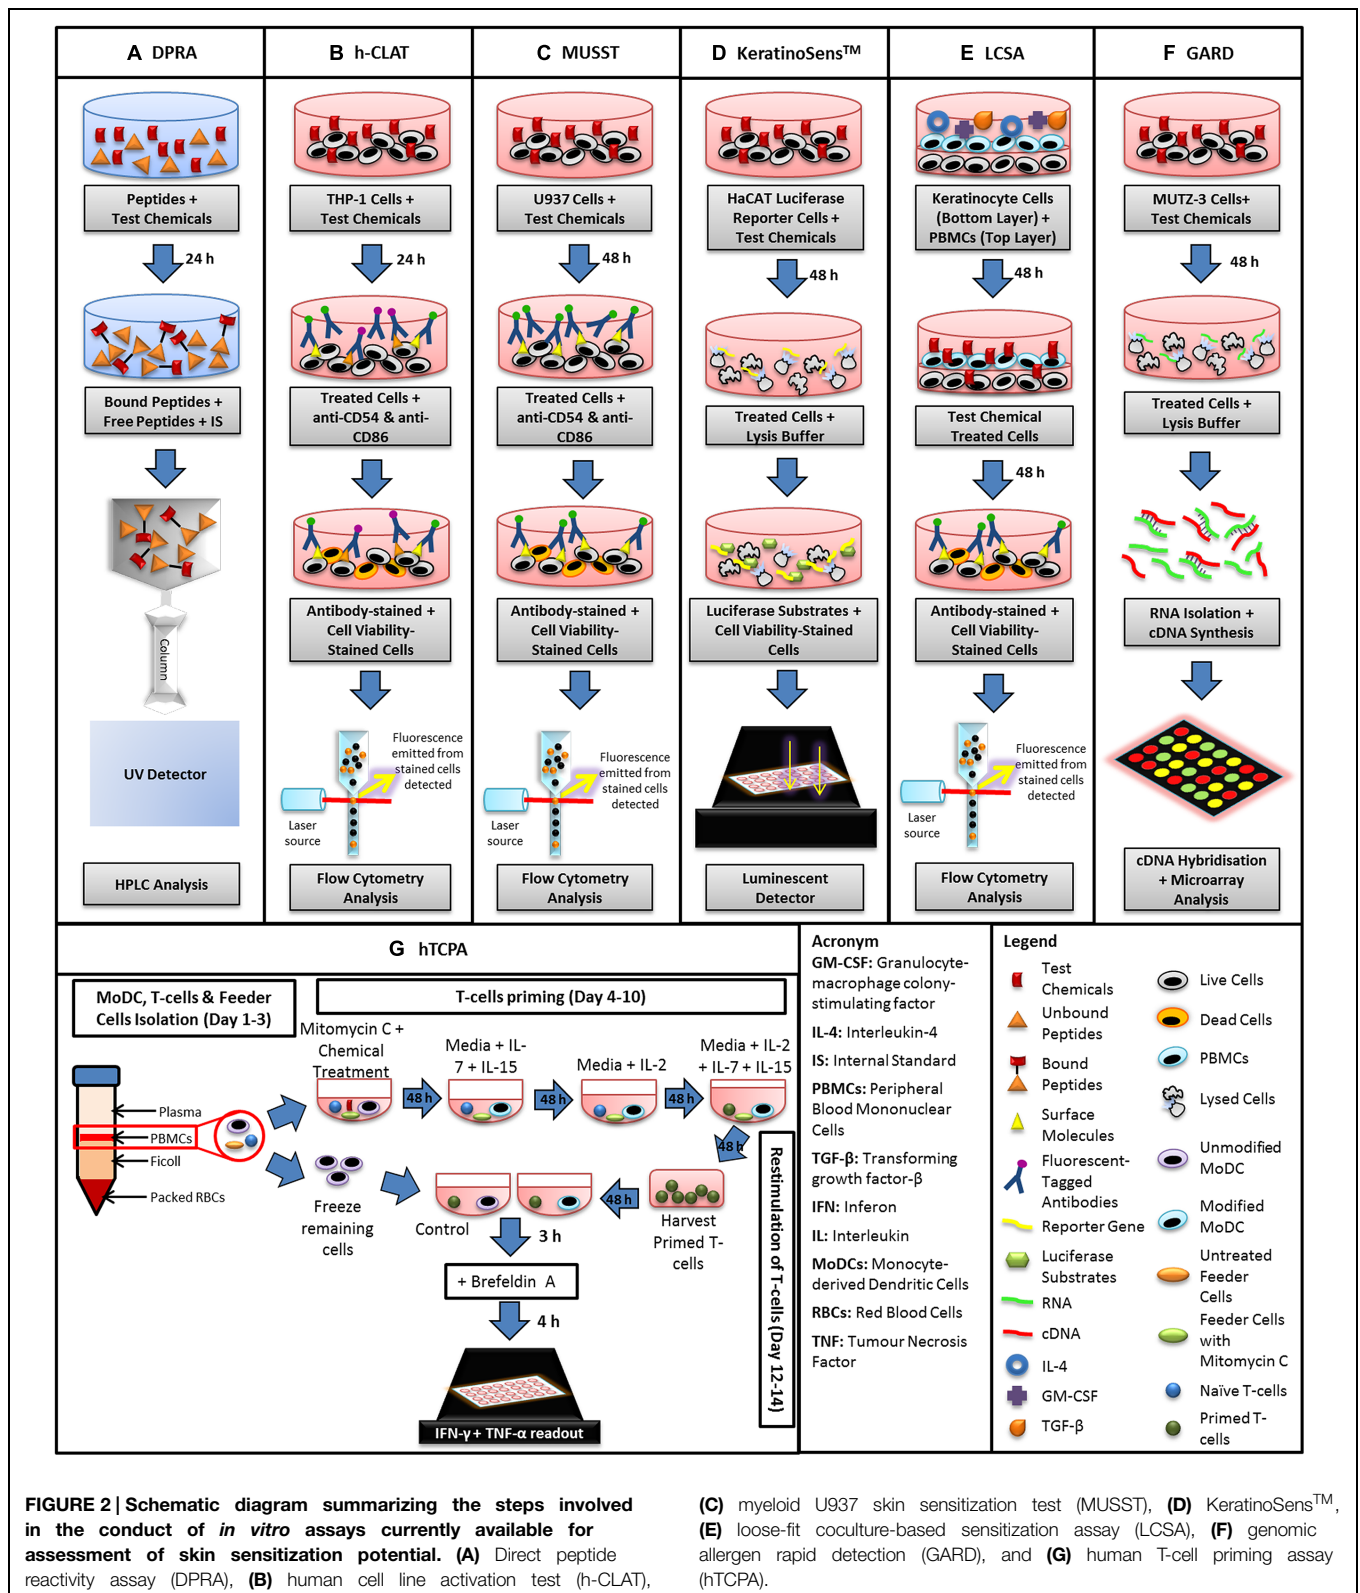 A DPRA
B h-CLAT
C MUSST
D KeratinoSens™
E LCSA
F GARD
Peptides +
Test Chemicals
24 h
Bound Peptides +
Free Peptides + IS
Column
UV Detector
HPLC Analysis
THP-1 Cells +
Test Chemicals
24 h
Treated Cells +
anti-CD54 & anti-
CD86
Antibody-stained +
Cell Viability-
Stained Cells
Fluorescence
emitted from
stained cells
detected
Laser
source
Flow Cytometry
Analysis
U937 Cells +
Test Chemicals
48 h
Treated Cells +
anti-CD54 & anti-
CD86
Antibody-stained +
Cell Viability-
Stained Cells
Fluorescence
emitted from
stained cells
detected
Laser
source
Flow Cytometry
Analysis
HaCAT Luciferase
Reporter Cells +
Test Chemicals
48 h
Treated Cells +
Lysis Buffer
Luciferase Substrates +
Cell Viability-Stained
Cells
Luminescent
Detector
Keratinocyte Cells
(Bottom Layer) +
PBMCs (Top Layer)
48 h
Test Chemical
Treated Cells
48 h
Antibody-stained +
Cell Viability-
Stained Cells
Fluorescence
emitted from
stained cells
detected
Laser
source
Flow Cytometry
Analysis
MUTZ-3 Cells+
Test Chemicals
48 h
Treated Cells +
Lysis Buffer
RNA Isolation +
cDNA Synthesis
cDNA Hybridisation
+ Microarray
Analysis
G hTCPA
MoDC, T-cells & Feeder
Cells Isolation (Day 1-3)
T-cells priming (Day 4-10)
Plasma
PBMCs
Ficoll
Packed RBCs
Mitomycin C +
Chemical
Treatment
48 h
Media + IL-
7 + IL-15
48 h
Media + IL-2
48 h
Media + IL-2
+ IL-7 + IL-15
48 h
Restimulation of T-cells (Day 12-14)
Harvest
Primed T-
cells
48 h
Freeze
remaining
cells
Control
3 h
+ Brefeldin A
4 h
IFN-γ + TNF-α readout
Acronym
GM-CSF: Granulocyte-
macrophage colony-
stimulating factor
IL-4: Interleukin-4
IS: Internal Standard
PBMCs: Peripheral
Blood Mononuclear
Cells
TGF-β: Transforming
growth factor-β
IFN: Inferon
IL: Interleukin
MoDCs: Monocyte-
derived Dendritic Cells
RBCs: Red Blood Cells
TNF: Tumour Necrosis
Factor
Legend
Test
Chemicals
Unbound
Peptides
Bound
Peptides
Surface
Molecules
Fluorescent-
Tagged
Antibodies
Reporter Gene
Luciferase
Substrates
RNA
cDNA
IL-4
GM-CSF
TGF-β
Live Cells
Dead Cells
PBMCs
Lysed Cells
Unmodified
MoDC
Modified
MoDC
Untreated
Feeder
Cells
Feeder Cells
with
Mitomycin C
Naïve T-cells
Primed T-
cells
FIGURE 2 | Schematic diagram summarizing the steps involved
in the conduct of in vitro assays currently available for
assessment of skin sensitization potential. (A) Direct peptide
reactivity assay (DPRA), (B) human cell line activation test (h-CLAT),
(C) myeloid U937 skin sensitization test (MUSST), (D) KeratinoSens™,
(E) loose-fit coculture-based sensitization assay (LCSA), (F) genomic
allergen rapid detection (GARD), and (G) human T-cell priming assay
(hTCPA).